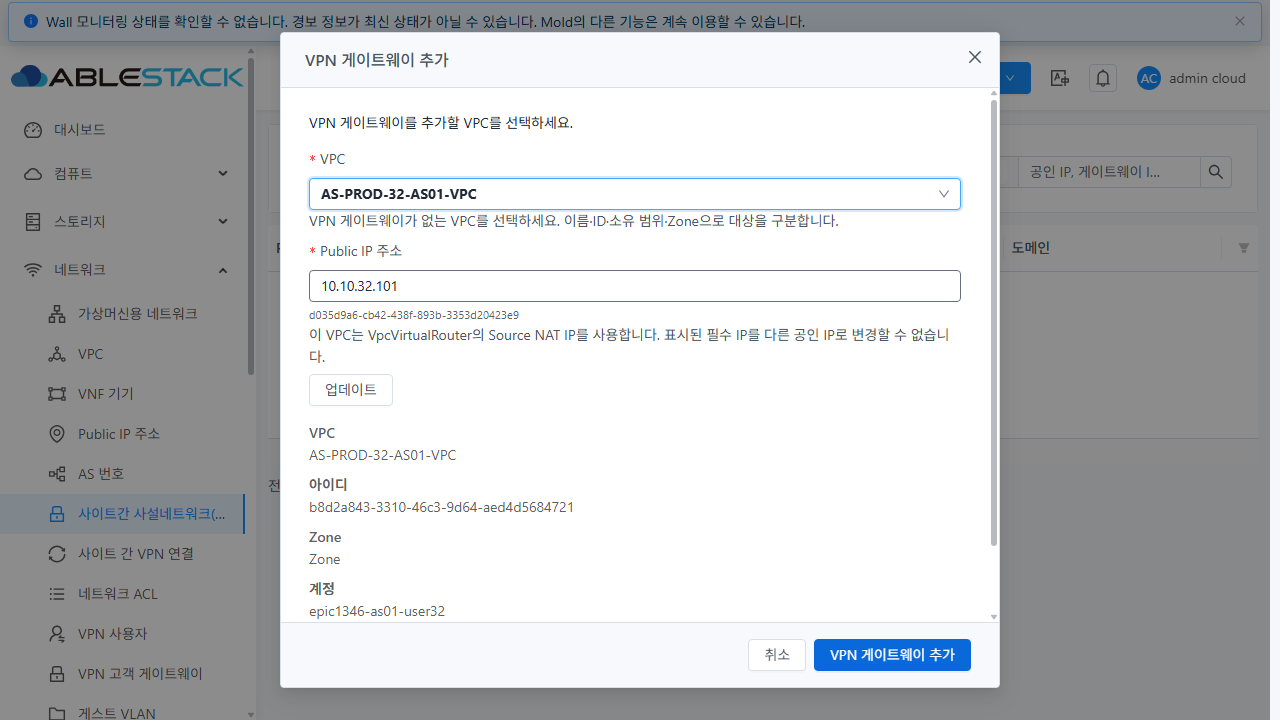 Wall 모니터링 상태를 확인할 수 없습니다. 경보 정보가 최신 상태가 아닐 수 있습니다. Mold의 다른 기능은 계속 이용할 수 있습니다.
ABLESTACK
대시보드
컴퓨트
스토리지
네트워크
가상머신용 네트워크
VPC
VNF 기기
Public IP 주소
AS 번호
사이트간 사설네트워크(...
사이트 간 VPN 연결
네트워크 ACL
VPN 사용자
VPN 고객 게이트웨이
게스트 VLAN
AC admin cloud
공인 IP, 게이트웨이 I...
도메인
전
VPN 게이트웨이 추가
VPN 게이트웨이를 추가할 VPC를 선택하세요.
* VPC
AS-PROD-32-AS01-VPC
VPN 게이트웨이가 없는 VPC를 선택하세요. 이름·ID·소유 범위·Zone으로 대상을 구분합니다.
* Public IP 주소
10.10.32.101
d035d9a6-cb42-438f-893b-3353d20423e9
이 VPC는 VpcVirtualRouter의 Source NAT IP를 사용합니다. 표시된 필수 IP를 다른 공인 IP로 변경할 수 없습니
다.
업데이트
VPC
AS-PROD-32-AS01-VPC
아이디
b8d2a843-3310-46c3-9d64-aed4d5684721
Zone
Zone
계정
epic1346-as01-user32
취소
VPN 게이트웨이 추가